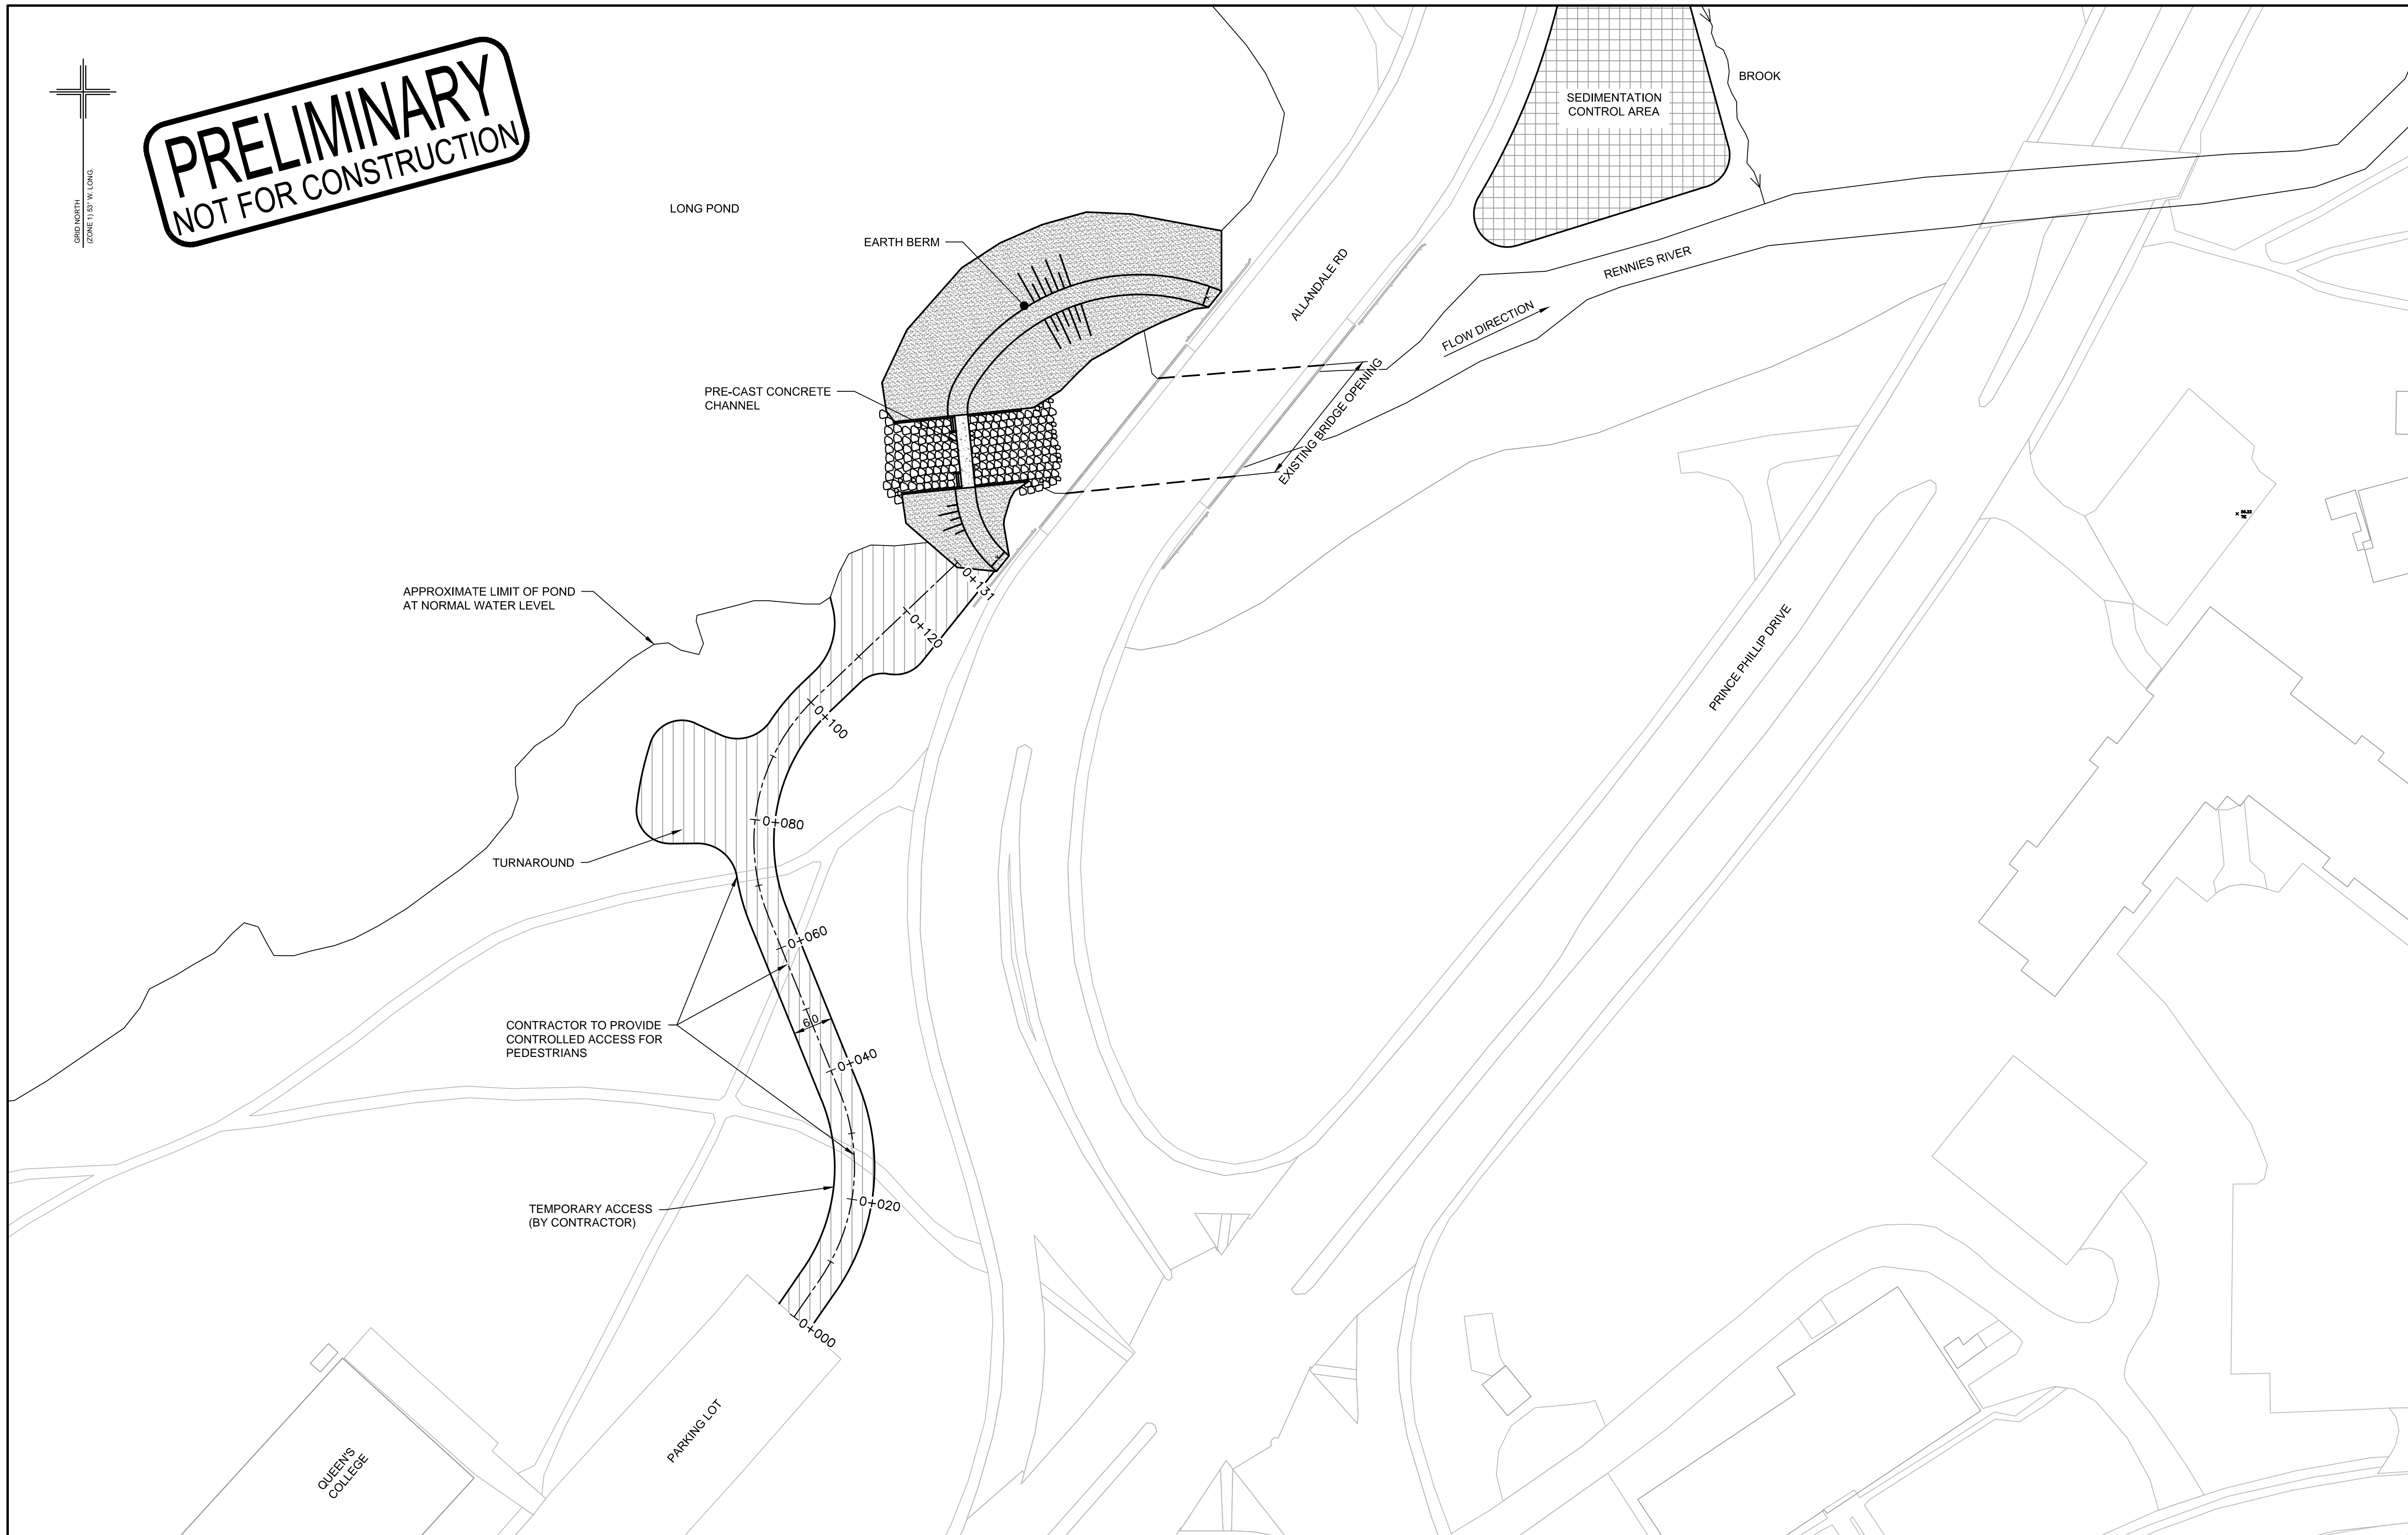 PRELIMINARY
NOT FOR CONSTRUCTION
GRID NORTH
(ZONE 1) 53° W. LONG.
LONG POND
EARTH BERM
PRE-CAST CONCRETE
CHANNEL
SEDIMENTATION
CONTROL AREA
BROOK
ALLANDALE RD
RENNIES RIVER
FLOW DIRECTION
EXISTING BRIDGE OPENING
APPROXIMATE LIMIT OF POND
AT NORMAL WATER LEVEL
0+131
0+120
0+100
0+080
TURNAROUND
0+060
CONTRACTOR TO PROVIDE
CONTROLLED ACCESS FOR
PEDESTRIANS
6.0
0+040
0+020
TEMPORARY ACCESS
(BY CONTRACTOR)
0+000
PRINCE PHILLIP DRIVE
PARKING LOT
QUEEN'S
COLLEGE